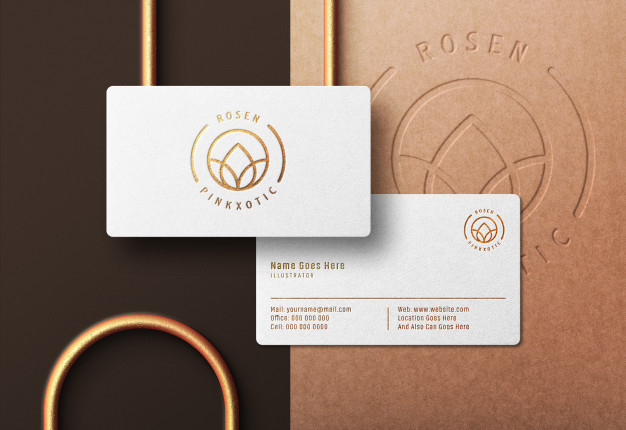 ROSEN
PINKXOTIC
ROSEN
TIC
ROSEN
PINKXOTIC
Name Goes Here
ILLUSTRATOR
Mail: yourname@mail.com
Office: 000 000 000
Cell: 000 000 0000
Web: www.website.com
Location Goes Here
And Also Can Goes Here